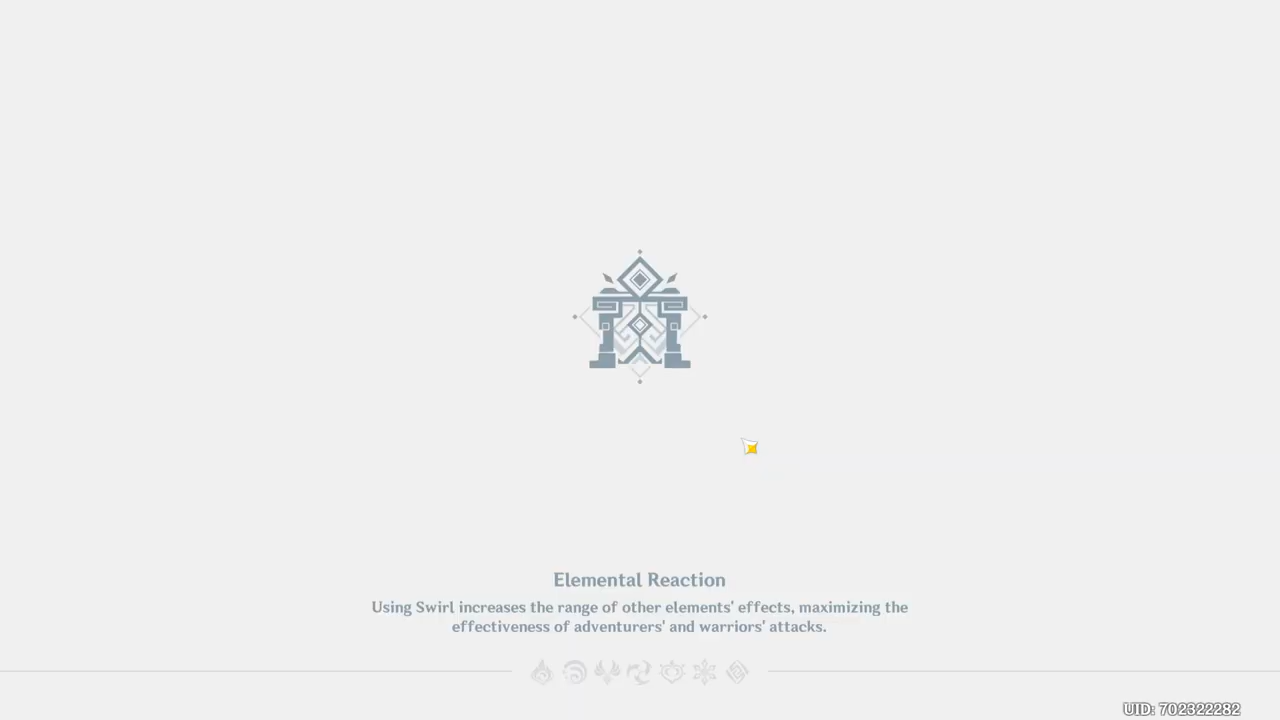 Elemental Reaction
Using Swirl increases the range of other elements' effects, maximizing the
effectiveness of adventurers' and warriors' attacks.
UID: 702322282